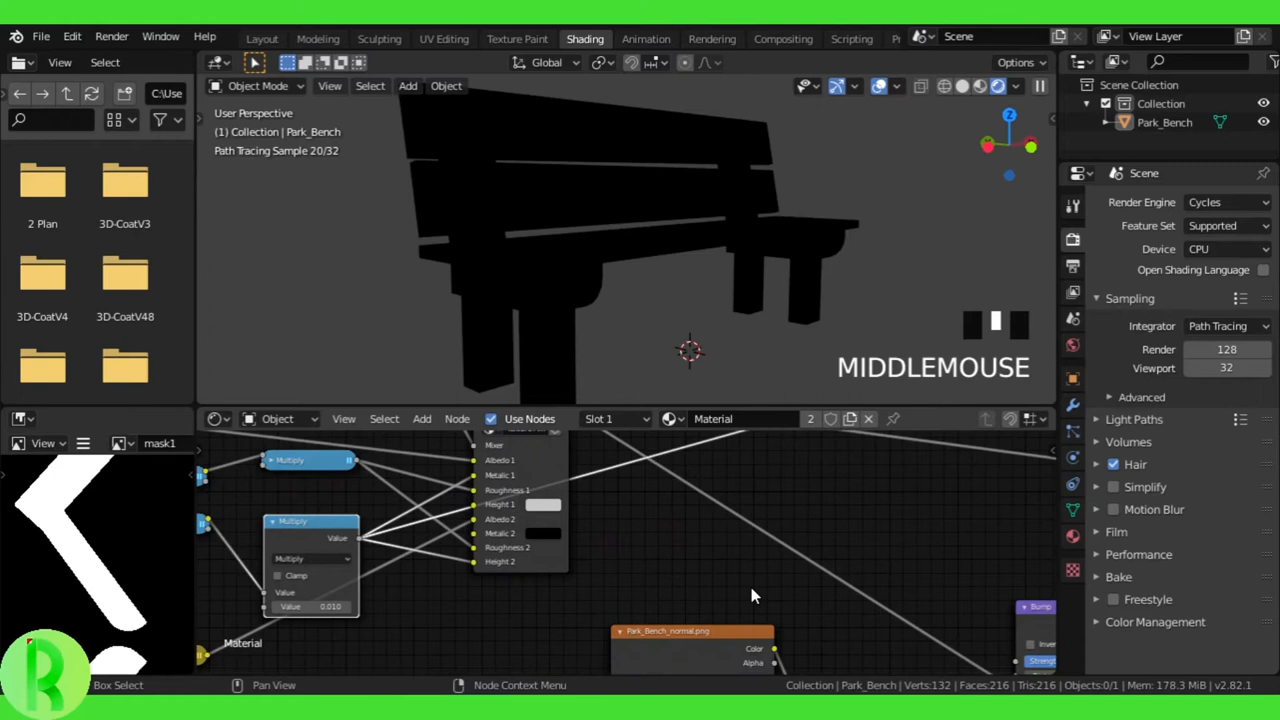 File Edit Render Window Help
Layout Modeling Sculpting UV Editing Texture Paint Shading Animation Rendering Compositing Scripting
Scene
View Layer
View Select
Global
Options
C:\Use
Object Mode View Select Add Object
User Perspective
(1) Collection | Park_Bench
Path Tracing Sample 20/32
Z
Scene Collection
Collection
Park_Bench
Scene
Render Engine Cycles
Feature Set Supported
Device CPU
Open Shading Language
Sampling
Integrator Path Tracing
Render 128
Viewport 32
Advanced
Light Paths
Volumes
Hair
Simplify
Motion Blur
Film
Performance
Bake
Freestyle
Color Management
2 Plan
3D-CoatV3
3D-CoatV4
3D-CoatV48
MIDDLEMOUSE
View
mask1
Object View Select Add Node Use Nodes Slot 1 Material 2
Mixer
Albedo 1
Metalic 1
Roughness 1
Height 1
Albedo 2
Metalic 2
Roughness 2
Height 2
Multiply
Multiply
Value
Multiply
Clamp
Value
Value 0.010
Material
Park_Bench_normal.png
Color
Alpha
Bump
Inver
Strengt
Box Select
Pan View
Node Context Menu
Collection | Park_Bench | Verts:132 | Faces:216 | Tris:216 | Objects:0/1 | Mem: 178.3 MiB | v2.82.1